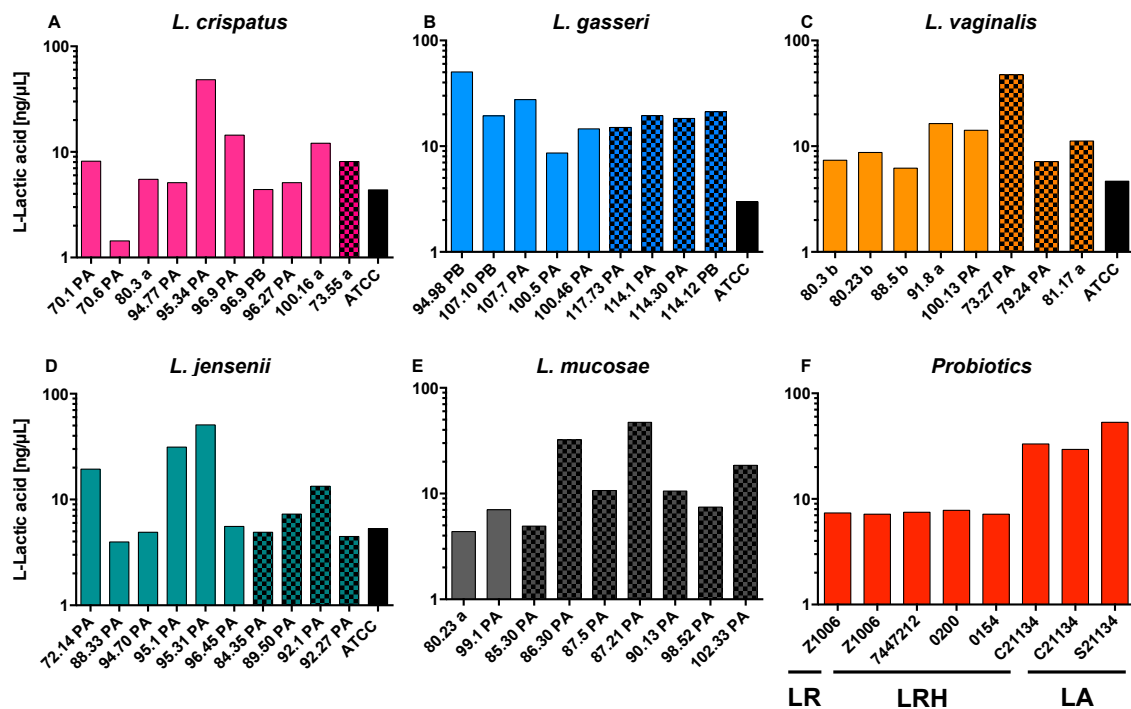 A L. crispatus
L-Lactic acid [ng/µL]
100
10
1
70.1 PA
70.6 PA
80.3 a
94.77 PA
95.34 PA
96.9 PA
96.9 PB
96.27 PA
100.16 a
73.55 a
ATCC
B L. gasseri
100
10
1
94.98 PB
107.10 PB
107.7 PA
100.5 PA
100.46 PA
117.73 PA
114.1 PA
114.30 PA
114.12 PB
ATCC
C L. vaginalis
100
10
1
80.3 b
80.23 b
88.5 b
91.8 a
100.13 PA
73.27 PA
79.24 PA
81.17 a
ATCC
D L. jensenii
L-Lactic acid [ng/µL]
100
10
1
72.14 PA
88.33 PA
94.70 PA
95.1 PA
95.31 PA
96.45 PA
84.35 PA
89.50 PA
92.1 PA
92.27 PA
ATCC
E L. mucosae
100
10
1
80.23 a
99.1 PA
85.30 PA
86.30 PA
87.5 PA
87.21 PA
90.13 PA
98.52 PA
102.33 PA
F Probiotics
100
10
1
Z1006
Z1006
7447212
0200
0154
C21134
C21134
S21134
LR LRH LA